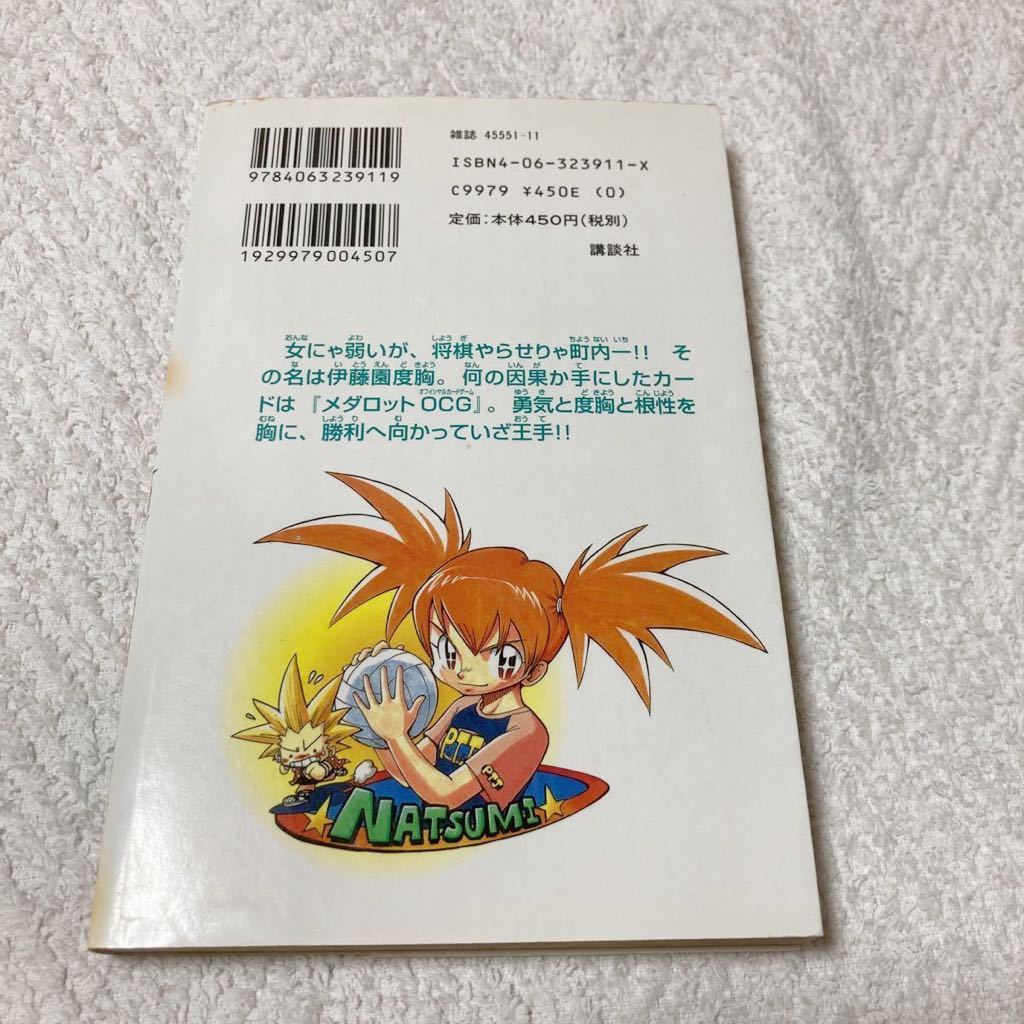 雑誌 45551-11
ISBN4-06-323911-X
9784063239119
C9979 ¥450E (0)
定価:本体450円(税別)
1929979004507
講談社
女にゃ弱いが、将棋やらせりゃ町内一!! そ
の名は伊藤園度胸。何の因果か手にしたカー
ドは『メダロットOCG』。勇気と度胸と根性を
胸に、勝利へ向かっていざ王手!!
PTT
PTT
NATSUMI